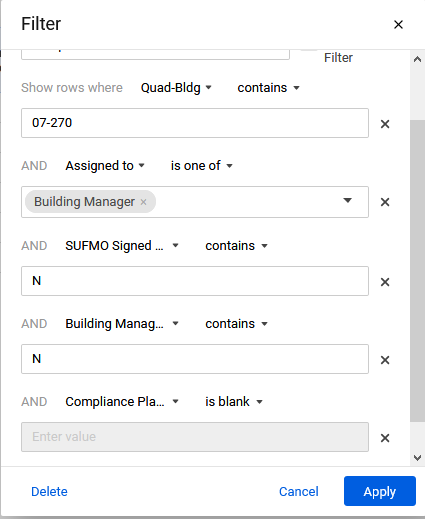 Filter
×
Filter
Show rows where Quad-Bldg contains
07-270
AND Assigned to is one of
Building Manager ×
AND SUFMO Signed ... contains
N
AND Building Manag... contains
N
AND Compliance Pla... is blank
Enter value
Delete Cancel Apply